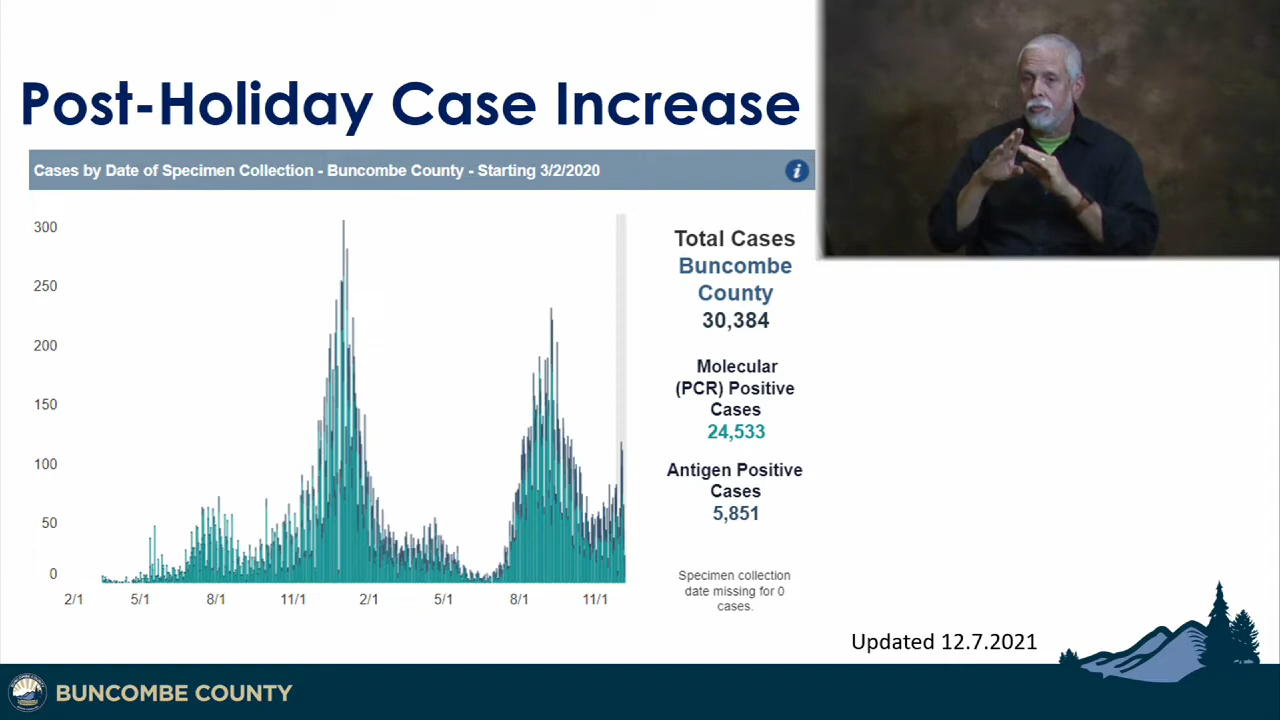 Post-Holiday Case Increase
Cases by Date of Specimen Collection - Buncombe County - Starting 3/2/2020
i
300
250
200
150
100
50
0
2/1
5/1
8/1
11/1
2/1
5/1
8/1
11/1
Total Cases
Buncombe
County
30,384
Molecular
(PCR) Positive
Cases
24,533
Antigen Positive
Cases
5,851
Specimen collection
date missing for 0
cases.
Updated 12.7.2021
BUNCOMBE COUNTY